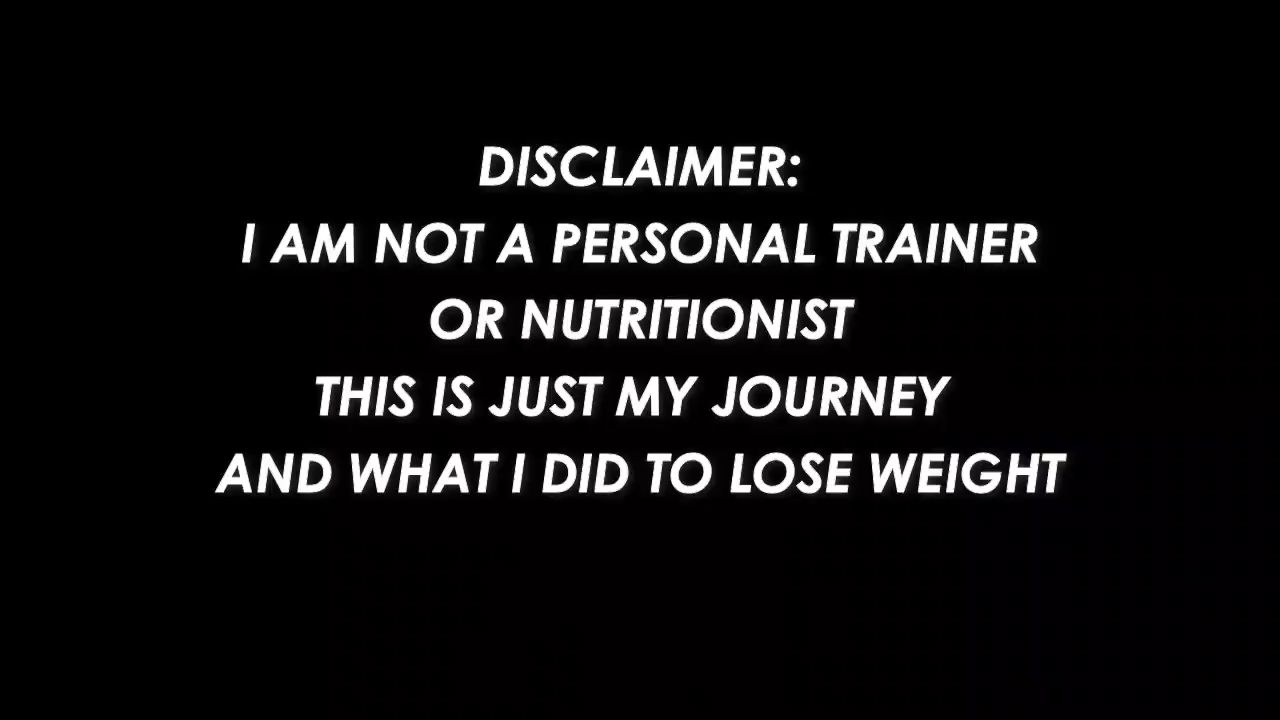 DISCLAIMER:
I AM NOT A PERSONAL TRAINER
OR NUTRITIONIST
THIS IS JUST MY JOURNEY
AND WHAT I DID TO LOSE WEIGHT